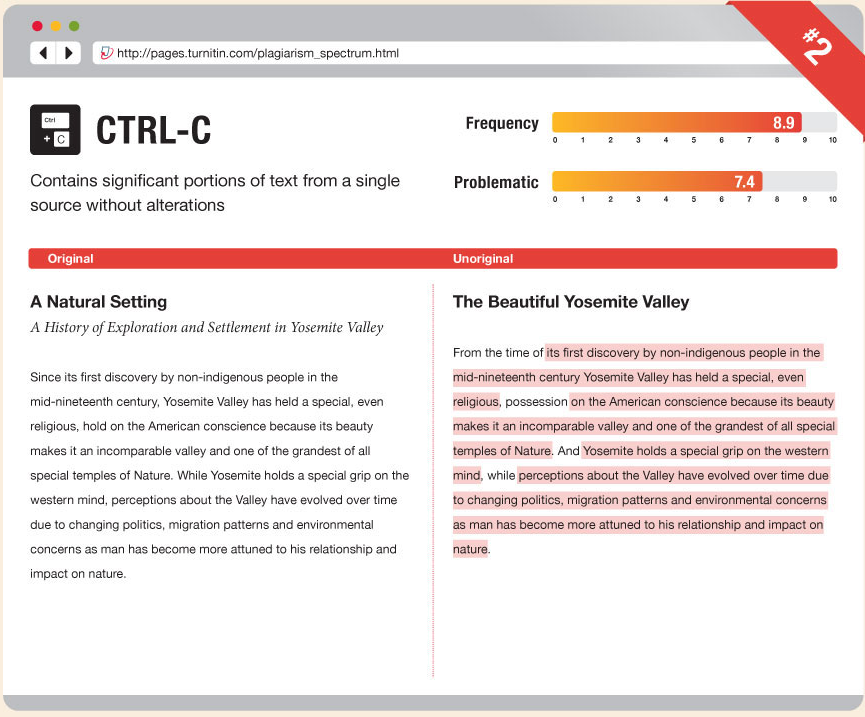 #2
http://pages.turnitin.com/plagiarism_spectrum.html
Ctrl
+ C
CTRL-C
Contains significant portions of text from a single
source without alterations
Frequency
8.9
0 1 2 3 4 5 6 7 8 9 10
Problematic
7.4
0 1 2 3 4 5 6 7 8 9 10
Original
Unoriginal
A Natural Setting
A History of Exploration and Settlement in Yosemite Valley
Since its first discovery by non-indigenous people in the
mid-nineteenth century, Yosemite Valley has held a special, even
religious, hold on the American conscience because its beauty
makes it an incomparable valley and one of the grandest of all
special temples of Nature. While Yosemite holds a special grip on the
western mind, perceptions about the Valley have evolved over time
due to changing politics, migration patterns and environmental
concerns as man has become more attuned to his relationship and
impact on nature.
The Beautiful Yosemite Valley
From the time of its first discovery by non-indigenous people in the
mid-nineteenth century Yosemite Valley has held a special, even
religious, possession on the American conscience because its beauty
makes it an incomparable valley and one of the grandest of all special
temples of Nature. And Yosemite holds a special grip on the western
mind, while perceptions about the Valley have evolved over time due
to changing politics, migration patterns and environmental concerns
as man has become more attuned to his relationship and impact on
nature.